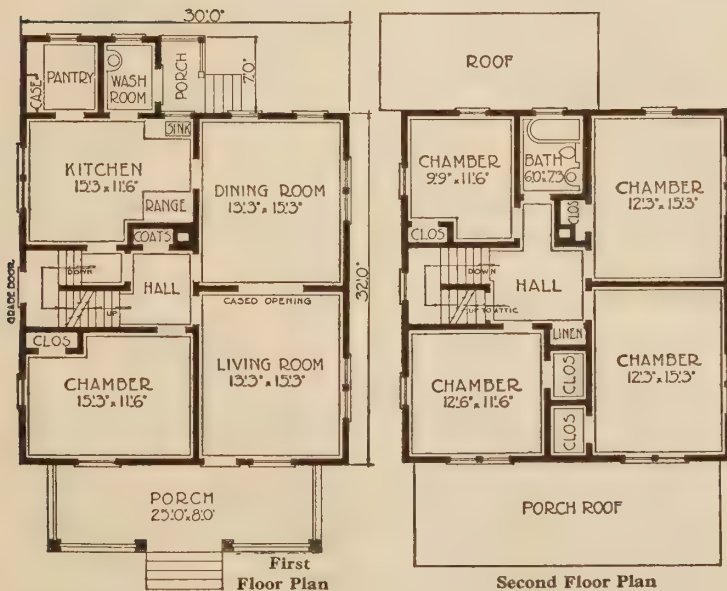 30'·0"
PANTRY
CASE
WASH
ROOM
PORCH
7'·0"
SINK
KITCHEN
15'·3" x 11'·6"
RANGE
DINING ROOM
13'·3" x 15'·3"
COATS
DOWN
HALL
UP
GRADE DOOR
CASED OPENING
32'·0"
CLOS
CHAMBER
15'·3" x 11'·6"
LIVING ROOM
13'·3" x 15'·3"
PORCH
25'·0" x 8'·0"
First
Floor Plan
ROOF
CHAMBER
9'·9" x 11'·6"
BATH
6'·0" x 7'·3"
CLOS
CLOS
CHAMBER
12'·3" x 15'·3"
DOWN
HALL
UP TO ATTIC
LINEN
CHAMBER
12'·6" x 11'·6"
CLOS
CLOS
CHAMBER
12'·3" x 15'·3"
PORCH ROOF
Second Floor Plan